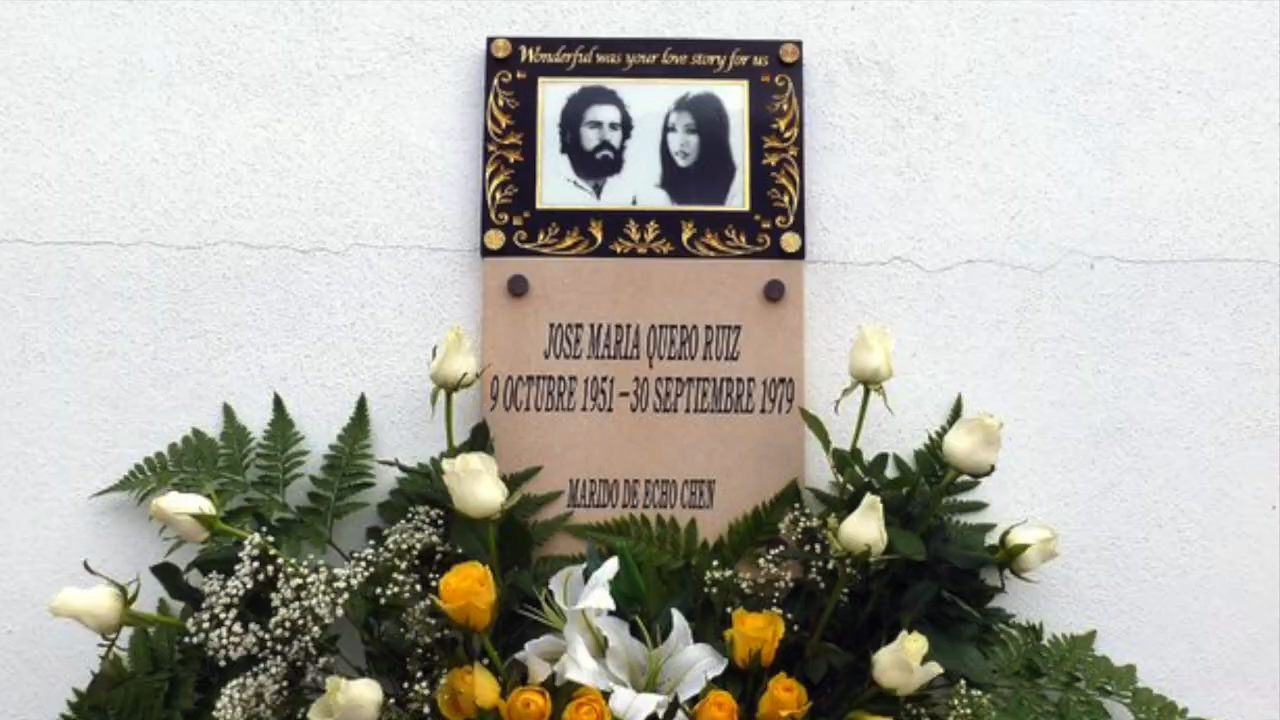 Wonderful was your love story for us
JOSE MARIA QUERO RUIZ
9 OCTUBRE 1951 - 30 SEPTIEMBRE 1979
MARIDO DE ECHO CHEN